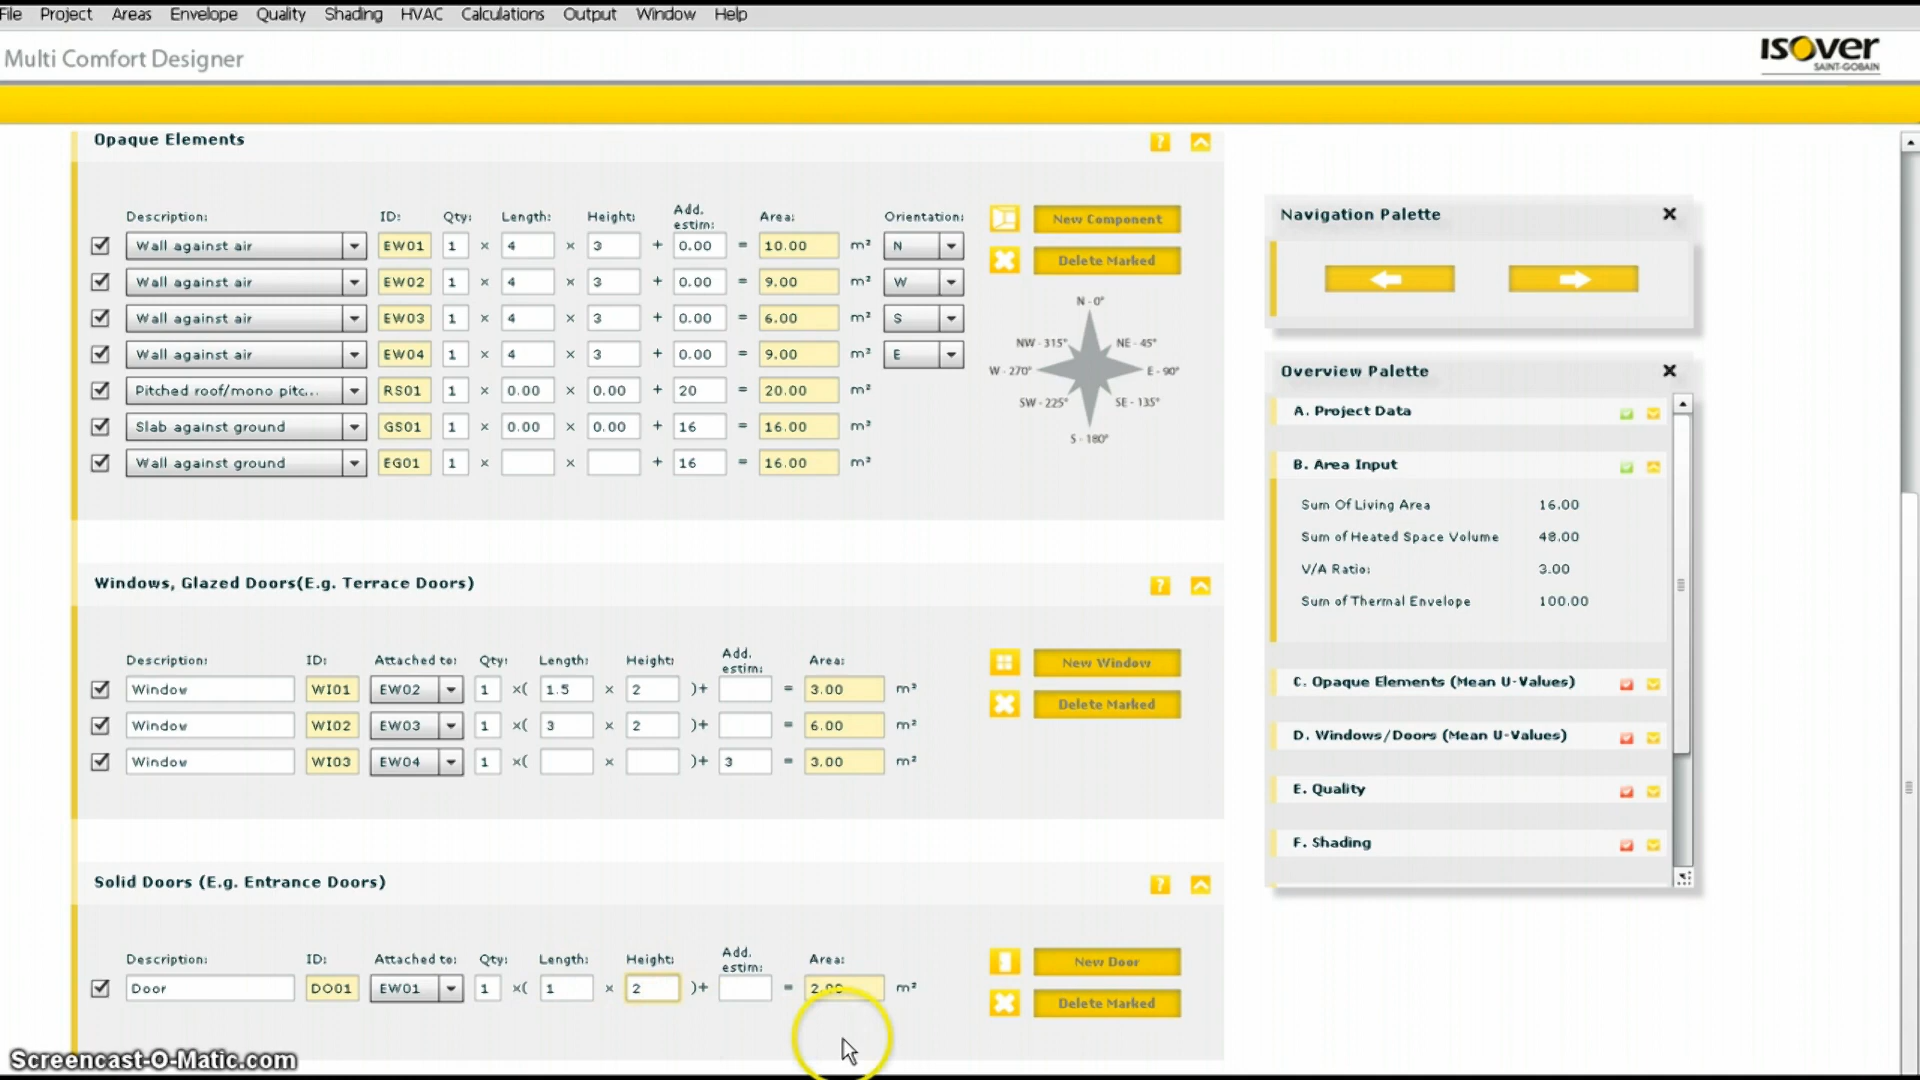 File Project Areas Envelope Quality Shading HVAC Calculations Output Window Help
Multi Comfort Designer
ISOVER
SAINT-GOBAIN
Opaque Elements ?
Description: ID: Qty: Length: Height: Add. estim: Area: Orientation:
Wall against air EW01 1 × 4 × 3 + 0.00 = 10.00 m² N
Wall against air EW02 1 × 4 × 3 + 0.00 = 9.00 m² W
Wall against air EW03 1 × 4 × 3 + 0.00 = 6.00 m² S
Wall against air EW04 1 × 4 × 3 + 0.00 = 9.00 m² E
Pitched roof/mono pitc... RS01 1 × 0.00 × 0.00 + 20 = 20.00 m²
Slab against ground GS01 1 × 0.00 × 0.00 + 16 = 16.00 m²
Wall against ground EG01 1 × × + 16 = 16.00 m²
New Component
Delete Marked
N - 0°
NW - 315° NE - 45°
W - 270° E - 90°
SW - 225° SE - 135°
S - 180°
Windows, Glazed Doors(E.g. Terrace Doors) ?
Description: ID: Attached to: Qty: Length: Height: Add. estim: Area:
Window WI01 EW02 1 ×( 1.5 × 2 )+ = 3.00 m²
Window WI02 EW03 1 ×( 3 × 2 )+ = 6.00 m²
Window WI03 EW04 1 ×( × )+ 3 = 3.00 m²
New Window
Delete Marked
Solid Doors (E.g. Entrance Doors) ?
Description: ID: Attached to: Qty: Length: Height: Add. estim: Area:
Door DO01 EW01 1 ×( 1 × 2 )+ = 2.00 m²
New Door
Delete Marked
Navigation Palette
Overview Palette
A. Project Data
B. Area Input
Sum Of Living Area 16.00
Sum of Heated Space Volume 48.00
V/A Ratio: 3.00
Sum of Thermal Envelope 100.00
C. Opaque Elements (Mean U-Values)
D. Windows/Doors (Mean U-Values)
E. Quality
F. Shading
Screencast-O-Matic.com